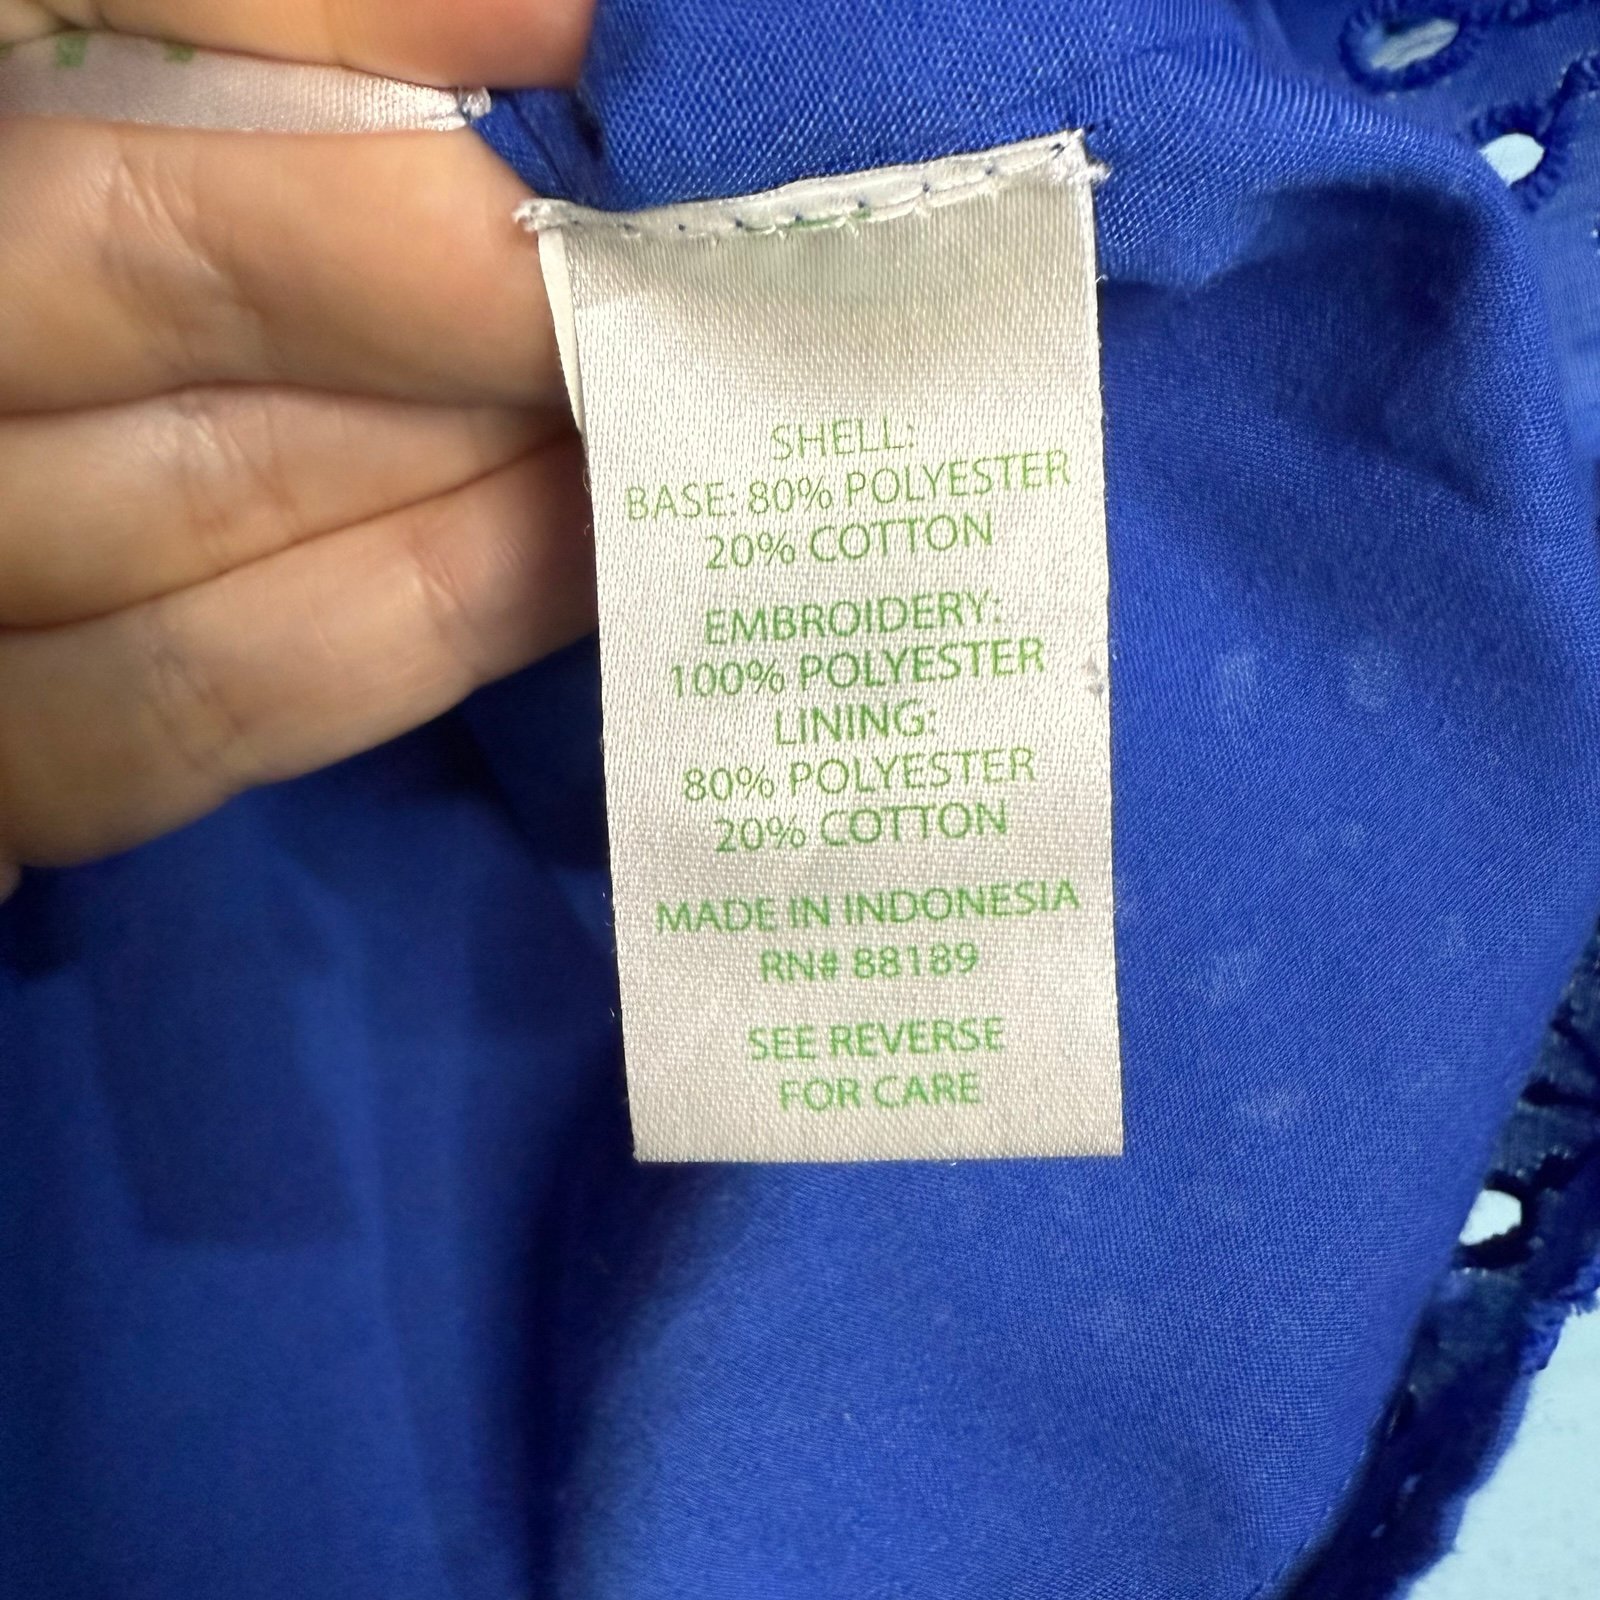 SHELL:
BASE: 80% POLYESTER
20% COTTON
EMBROIDERY:
100% POLYESTER
LINING:
80% POLYESTER
20% COTTON
MADE IN INDONESIA
RN# 88189
SEE REVERSE
FOR CARE